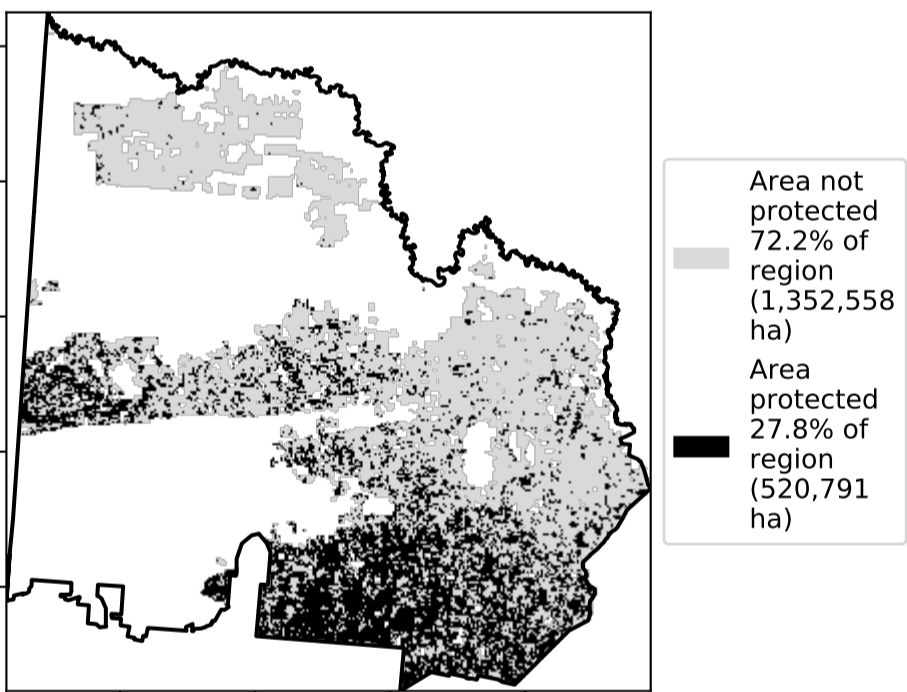 Area not
protected
72.2% of
region
(1,352,558
ha)
Area
protected
27.8% of
region
(520,791
ha)